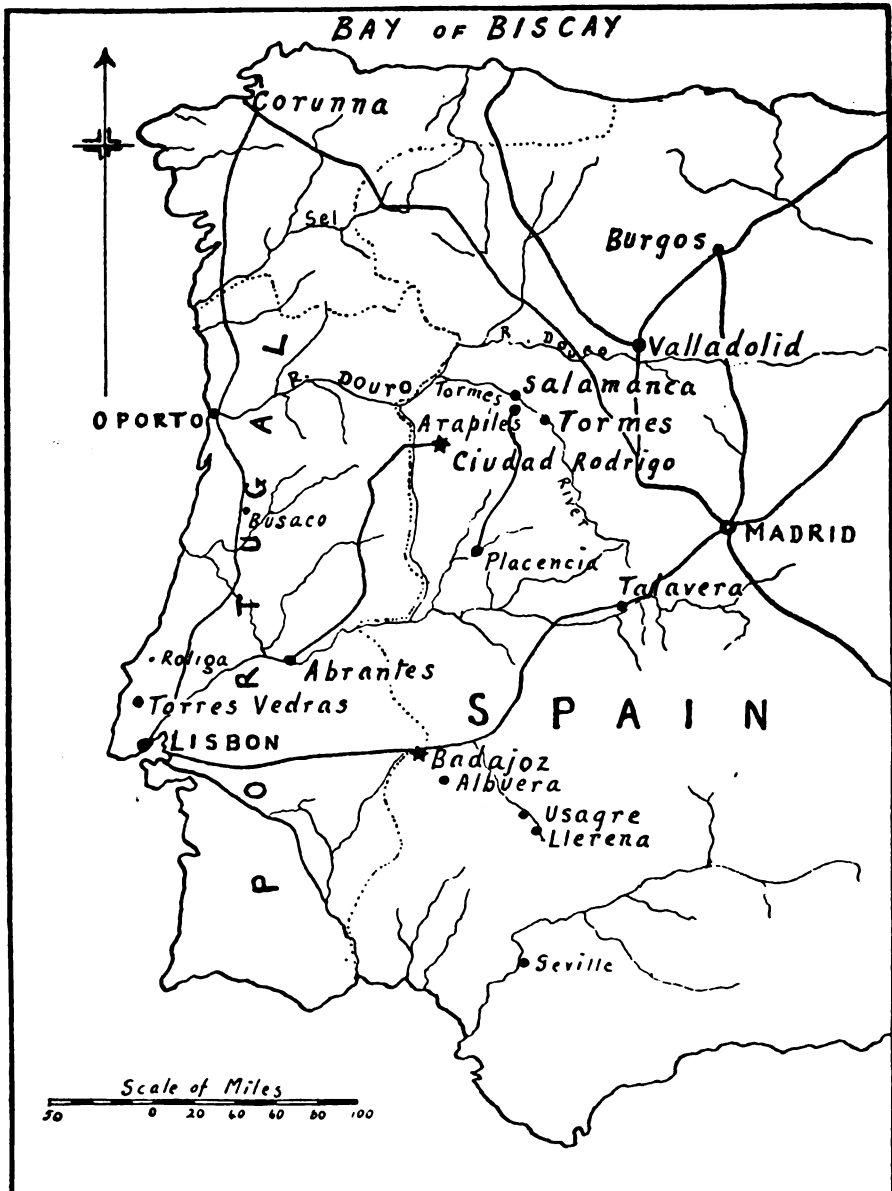 BAY OF BISCAY
Corunna
Sel
Burgos
R. Douro
Valladolid
R. DOURO
Tormes
Salamanca
OPORTO
Arapiles
Tormes
Ciudad Rodrigo
River
Busaco
MADRID
Placencia
Talavera
Roliga
Abrantes
Torres Vedras
SPAIN
LISBON
Badajoz
Albuera
Usagre
Llerena
PORTUGAL
Seville
Scale of Miles
50 0 20 40 60 80 100